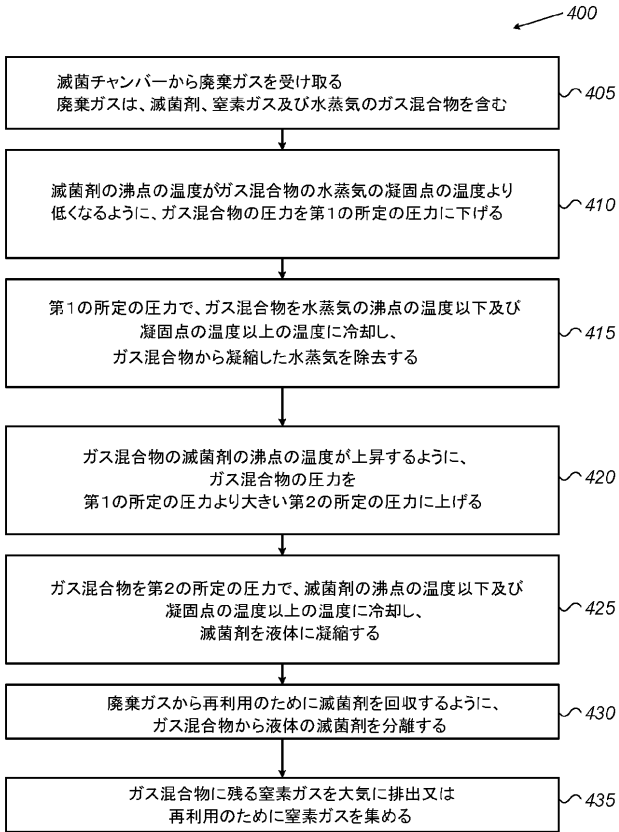 400
滅菌チャンバーから廃棄ガスを受け取る
廃棄ガスは、滅菌剤、窒素ガス及び水蒸気のガス混合物を含む
405
滅菌剤の沸点の温度がガス混合物の水蒸気の凝固点の温度より
低くなるように、ガス混合物の圧力を第1の所定の圧力に下げる
410
第1の所定の圧力で、ガス混合物を水蒸気の沸点の温度以下及び
凝固点の温度以上の温度に冷却し、
ガス混合物から凝縮した水蒸気を除去する
415
ガス混合物の滅菌剤の沸点の温度が上昇するように、
ガス混合物の圧力を
第1の所定の圧力より大きい第2の所定の圧力に上げる
420
ガス混合物を第2の所定の圧力で、滅菌剤の沸点の温度以下及び
凝固点の温度以上の温度に冷却し、
滅菌剤を液体に凝縮する
425
廃棄ガスから再利用のために滅菌剤を回収するように、
ガス混合物から液体の滅菌剤を分離する
430
ガス混合物に残る窒素ガスを大気に排出又は
再利用のために窒素ガスを集める
435